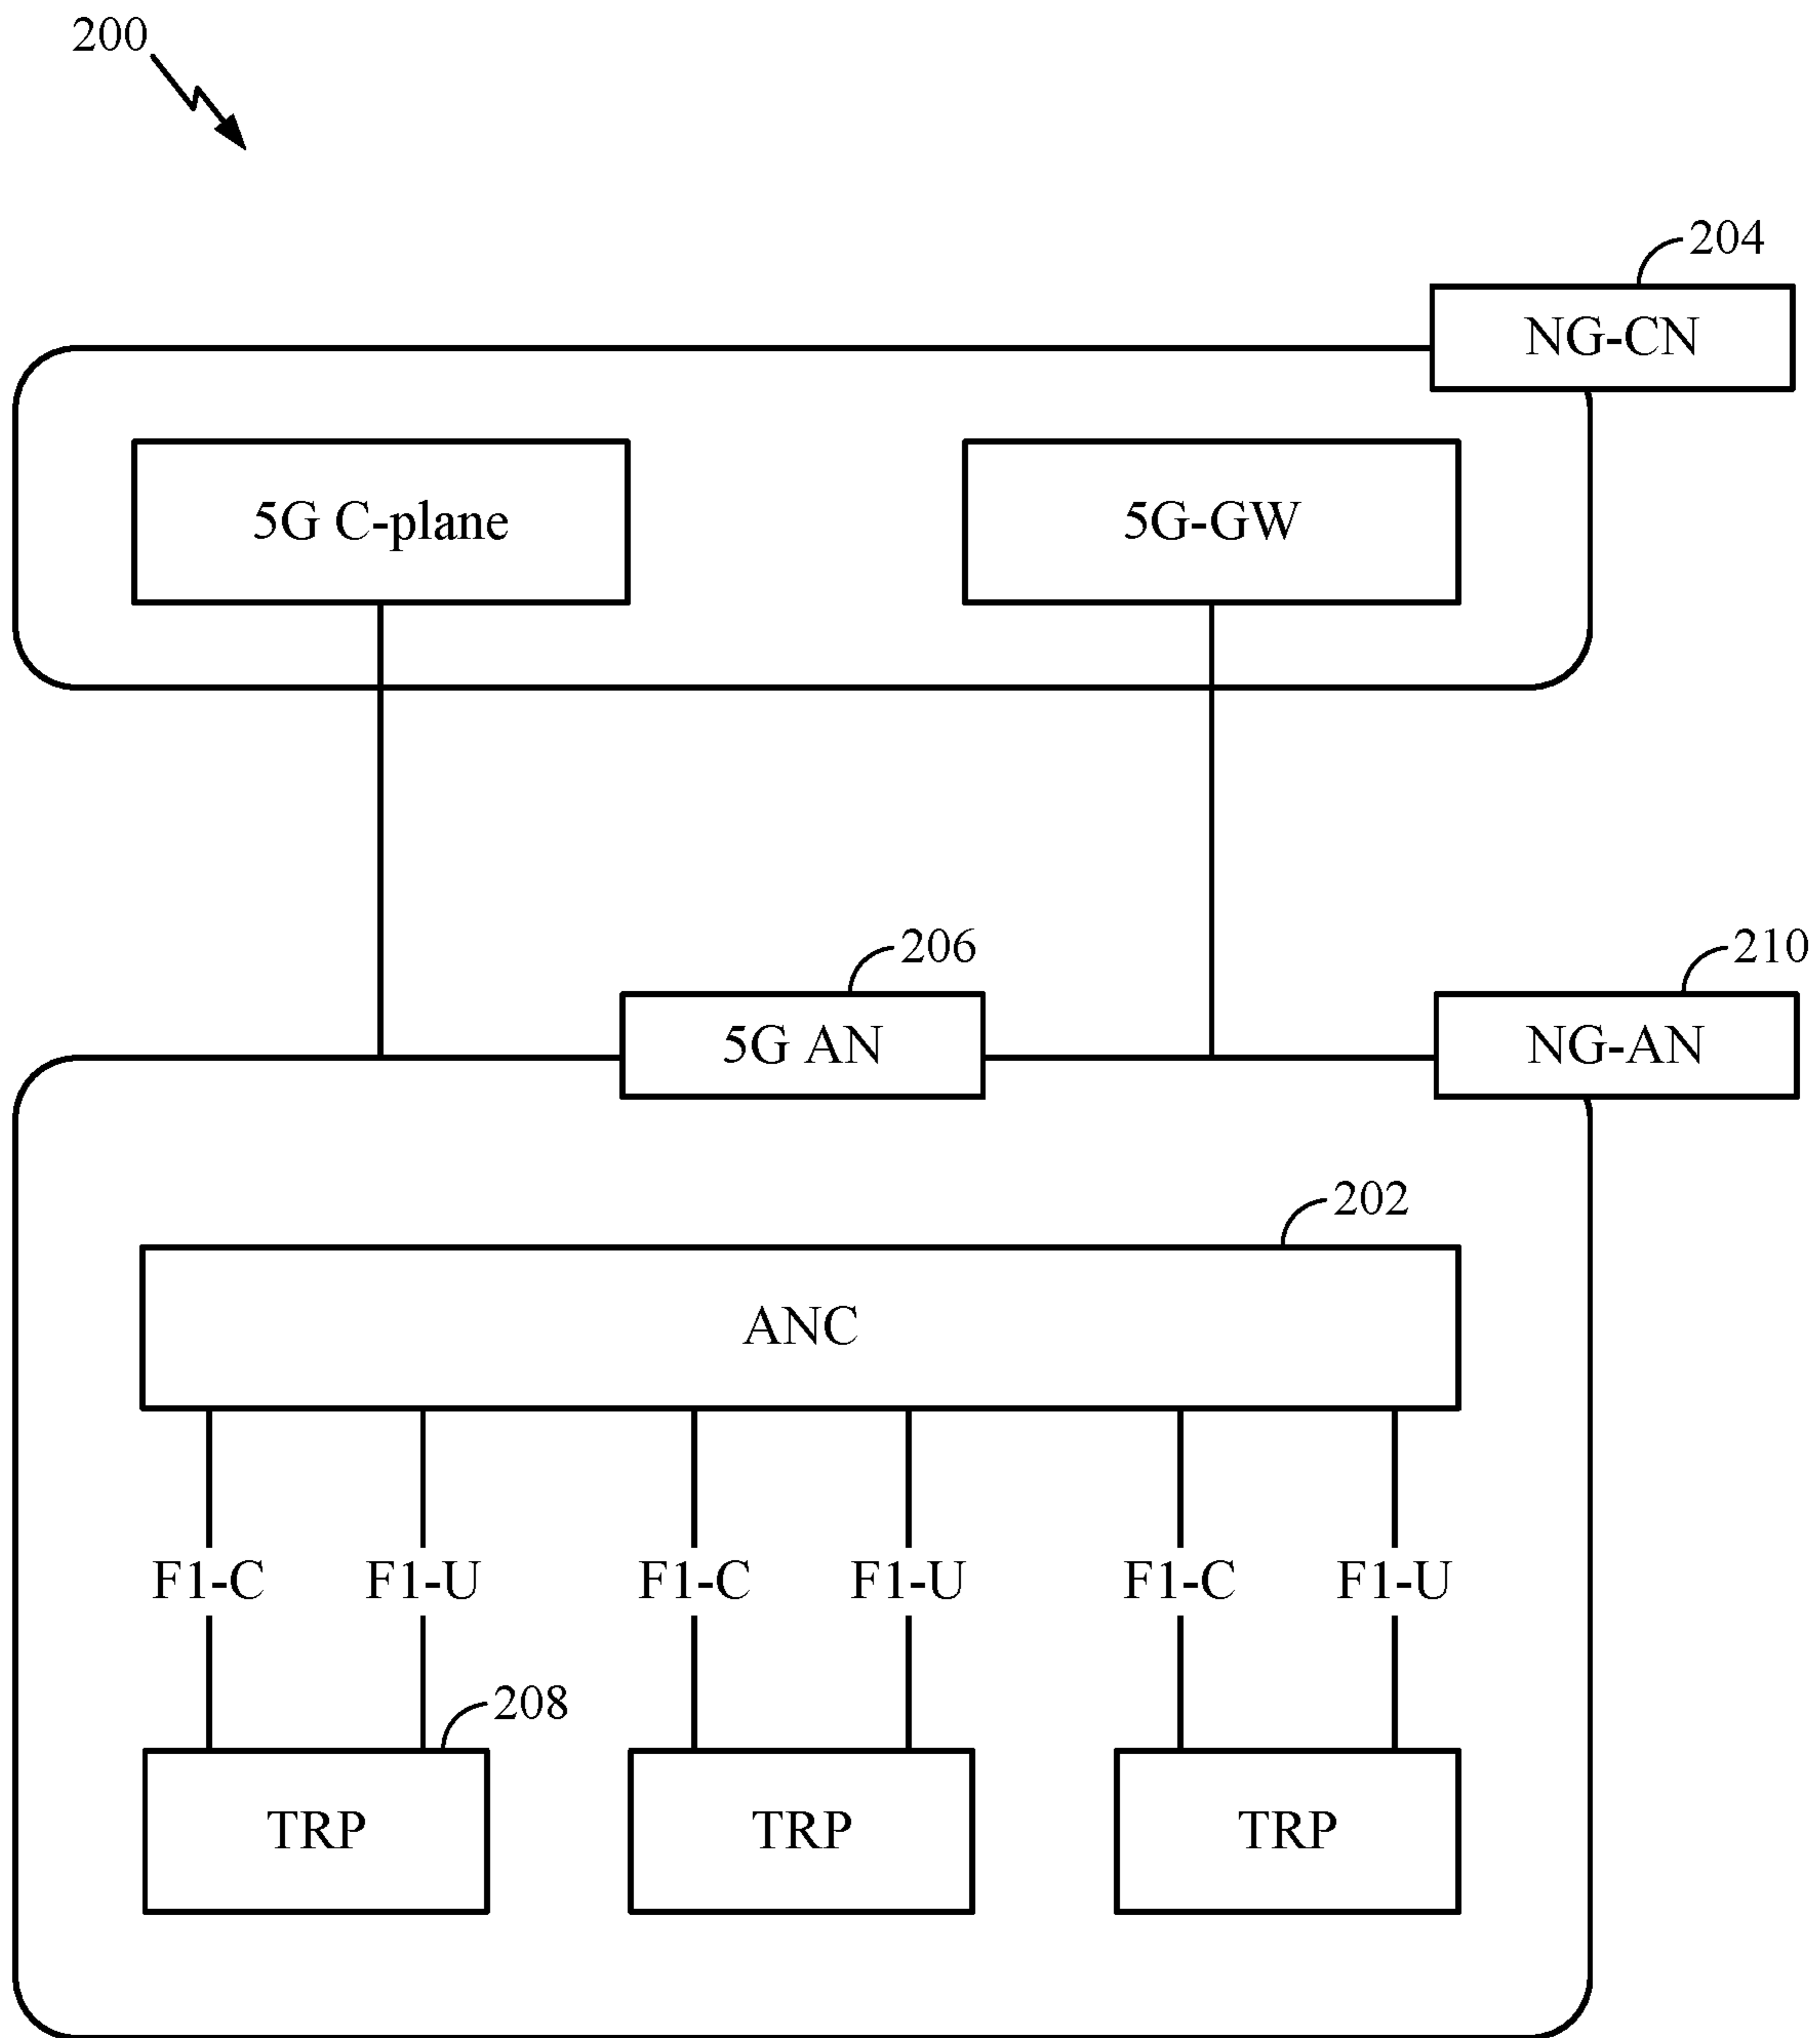 200
204
NG-CN
5G C-plane 5G-GW
206 210
5G AN NG-AN
202
ANC
F1-C F1-U F1-C F1-U F1-C F1-U
208
TRP TRP TRP